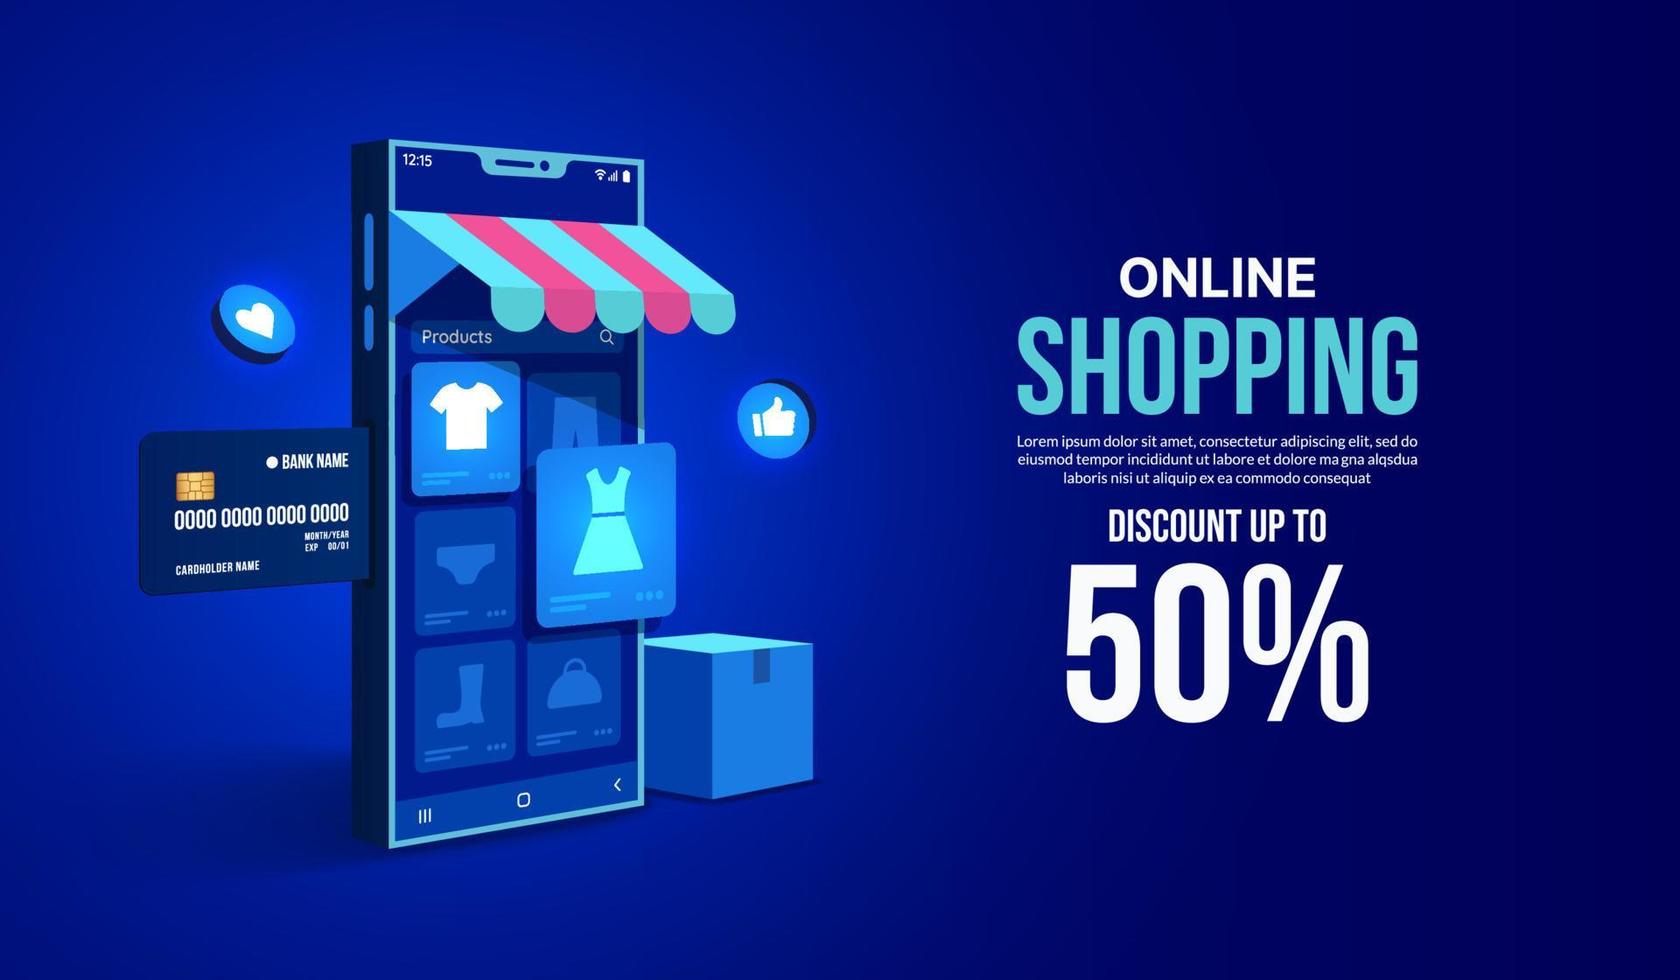 12:15
Products
BANK NAME
0000 0000 0000 0000
MONTH/YEAR
EXP 00/01
CARDHOLDER NAME
ONLINE
SHOPPING
Lorem ipsum dolor sit amet, consectetur adipiscing elit, sed do
eiusmod tempor incididunt ut labore et dolore ma gna alqsdua
laboris nisi ut aliquip ex ea commodo consequat
DISCOUNT UP TO
50%